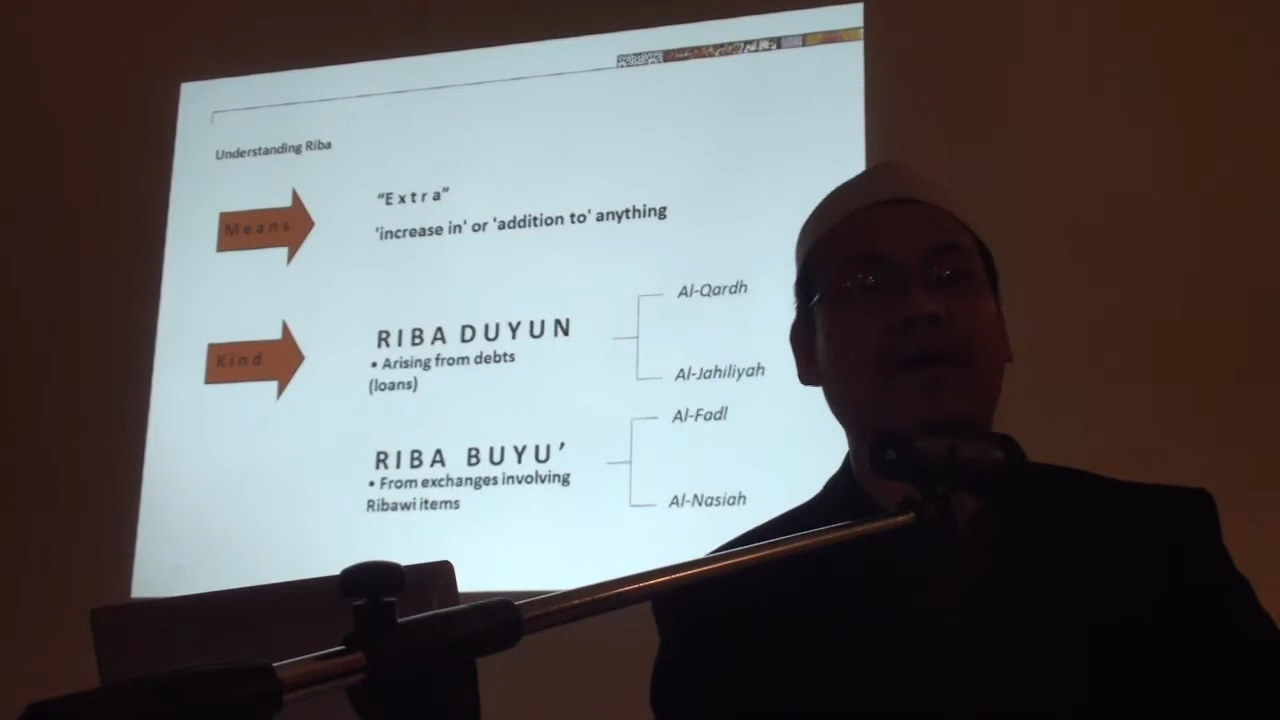 Understanding Riba
Means
"Extra"
'increase in' or 'addition to' anything
Kind
RIBA DUYUN
• Arising from debts
(loans)
Al-Qardh
Al-Jahiliyah
RIBA BUYU’
• From exchanges involving
Ribawi items
Al-Fadl
Al-Nasiah